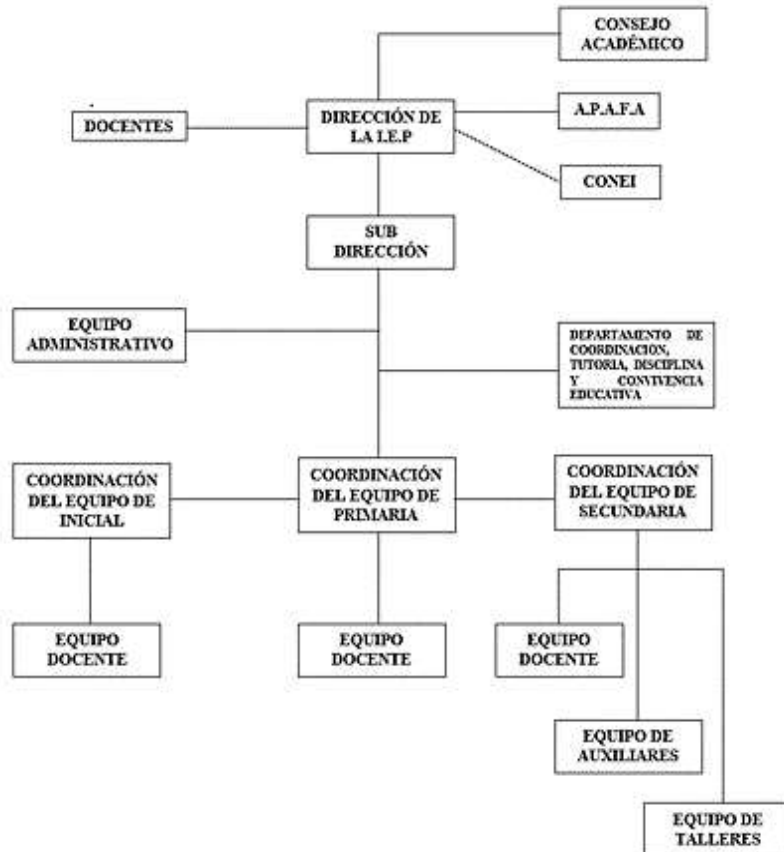 CONSEJO
ACADÉMICO
DOCENTES
DIRECCIÓN DE
LA I.E.P
A.P.A.F.A
CONEI
SUB
DIRECCIÓN
EQUIPO
ADMINISTRATIVO
DEPARTAMENTO DE
COORDINACION,
TUTORIA, DISCIPLINA
Y CONVIVENCIA
EDUCATIVA
COORDINACIÓN
DEL EQUIPO DE
INICIAL
COORDINACIÓN
DEL EQUIPO DE
PRIMARIA
COORDINACIÓN
DEL EQUIPO DE
SECUNDARIA
EQUIPO
DOCENTE
EQUIPO
DOCENTE
EQUIPO
DOCENTE
EQUIPO DE
AUXILIARES
EQUIPO DE
TALLERES